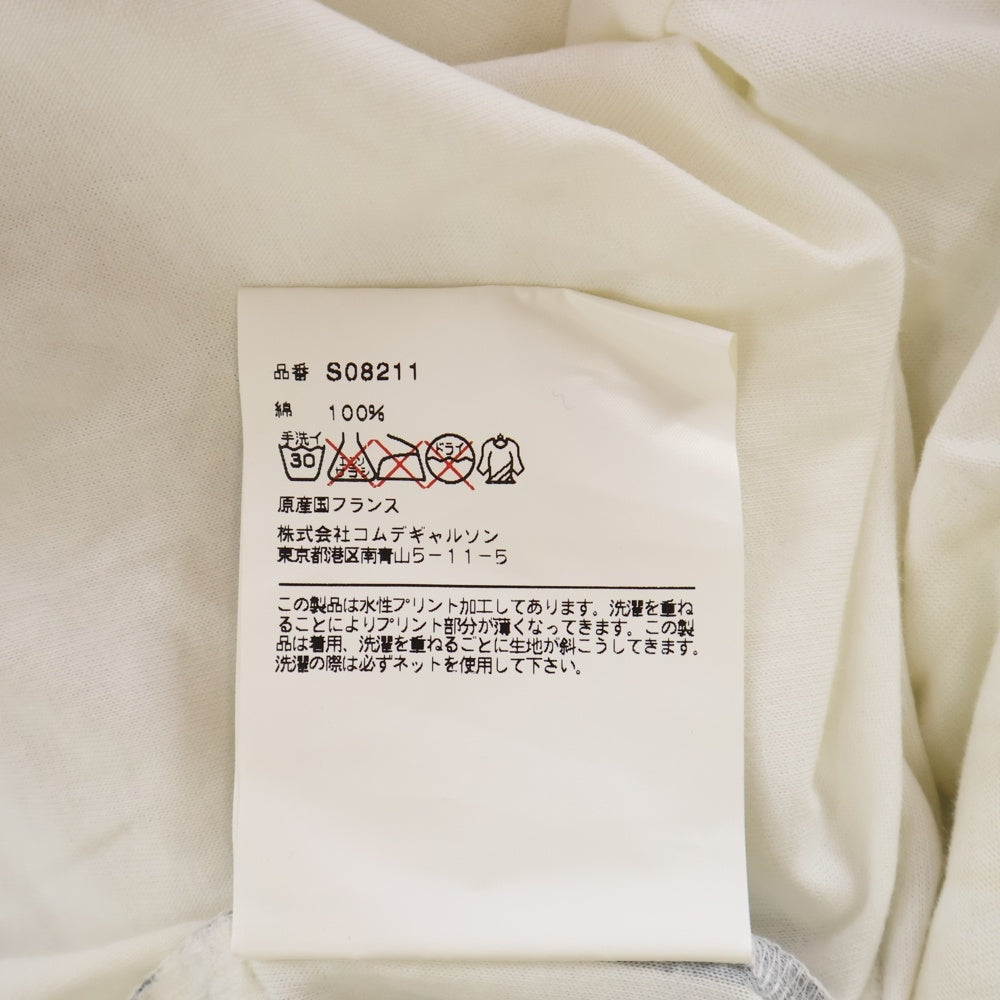 品番 S08211
綿 100%
手洗イ
30
エンソ
サラシ
ドライ
原産国フランス
株式会社コムデギャルソン
東京都港区南青山5-11-5
この製品は水性プリント加工してあります。洗濯を重ね
ることによりプリント部分が薄くなってきます。この製
品は着用、洗濯を重ねるごとに生地が斜こうしてきます。
洗濯の際は必ずネットを使用して下さい。